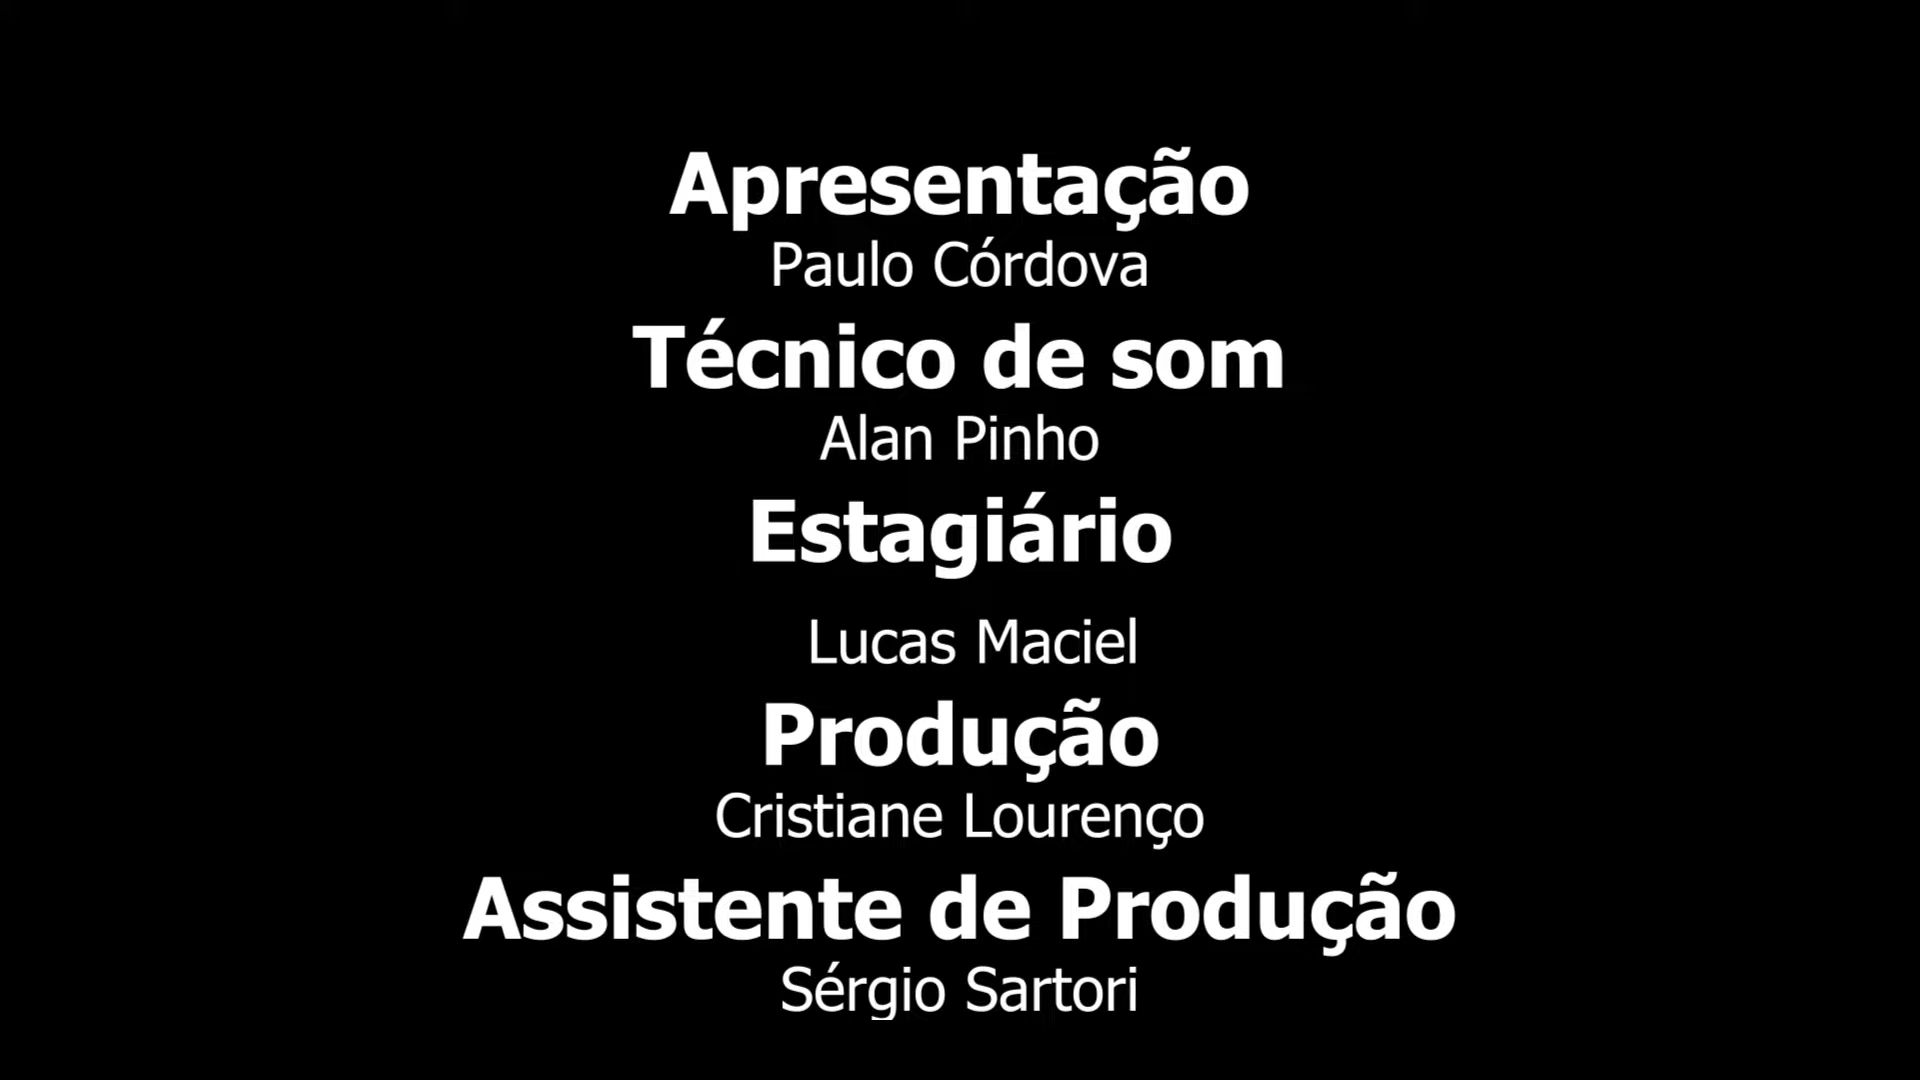 Apresentação
Paulo Córdova
Técnico de som
Alan Pinho
Estagiário
Lucas Maciel
Produção
Cristiane Lourenço
Assistente de Produção
Sérgio Sartori